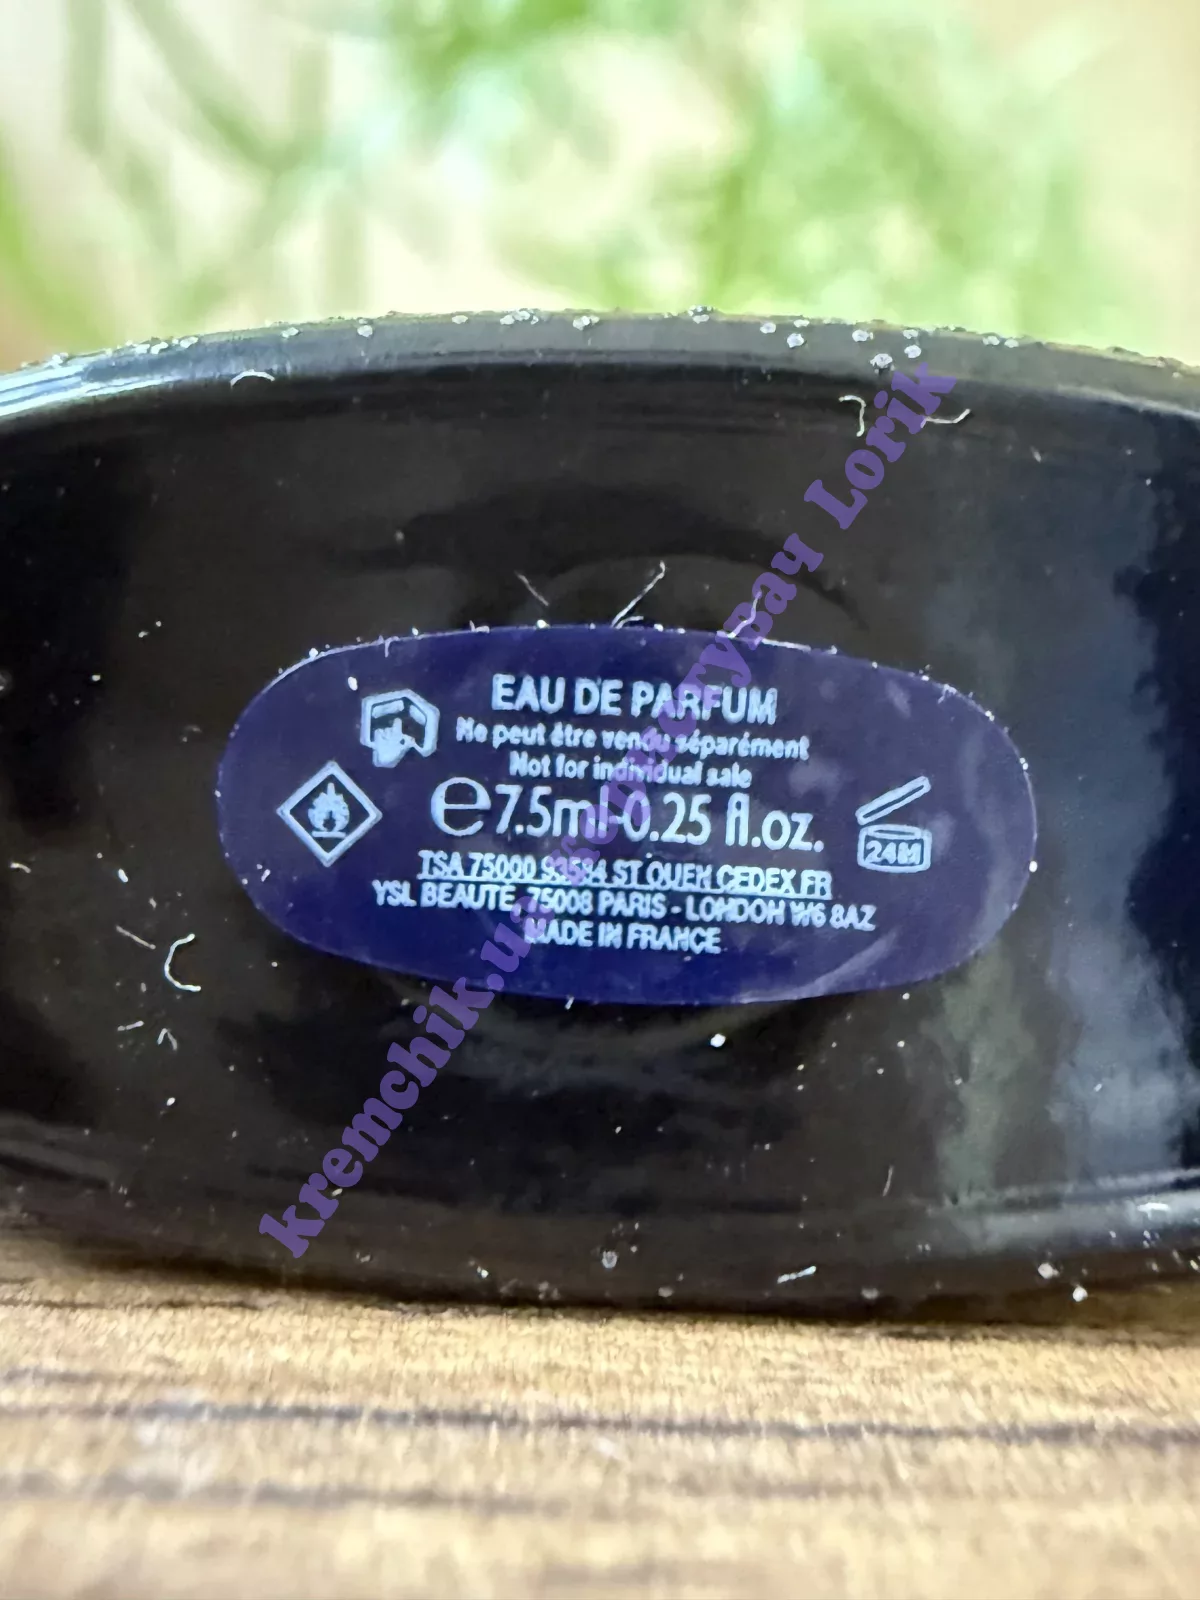 EAU DE PARFUM
Ne peut être vendu séparément
Not for individual sale
e 7.5ml-0.25 fl.oz.
24M
TSA 75000 93584 ST OUEN CEDEX FR
YSL BEAUTÉ, 75008 PARIS - LONDON W6 8AZ
MADE IN FRANCE
kremchik.ua
Lorik